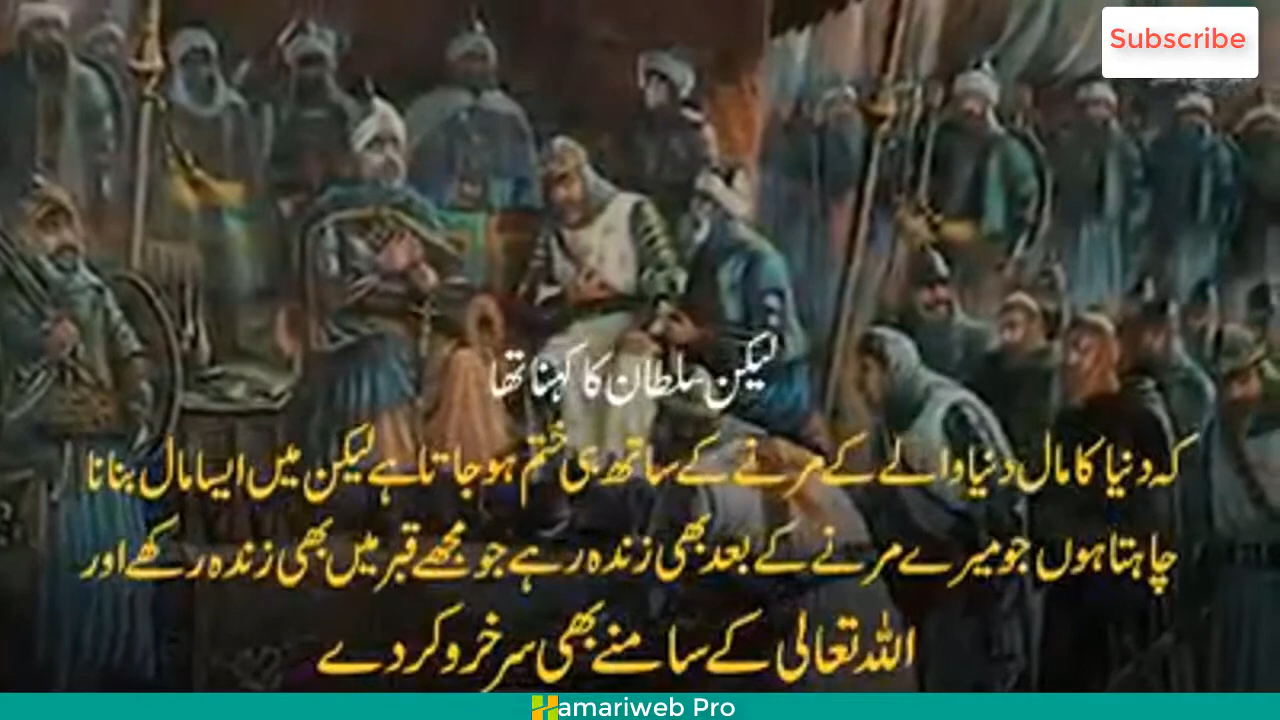 Subscribe
لیکن سلطان کا کہنا تھا
کہ دنیا کا مال دنیا والے کے مرنے کے ساتھ ہی ختم ہو جاتا ہے لیکن میں ایسا مال بنانا
چاہتا ہوں جو میرے مرنے کے بعد بھی زندہ رہے جو مجھے قبر میں بھی زندہ رکھے اور
اللہ تعالی کے سامنے بھی سرخرو کر دے
Hamariweb Pro